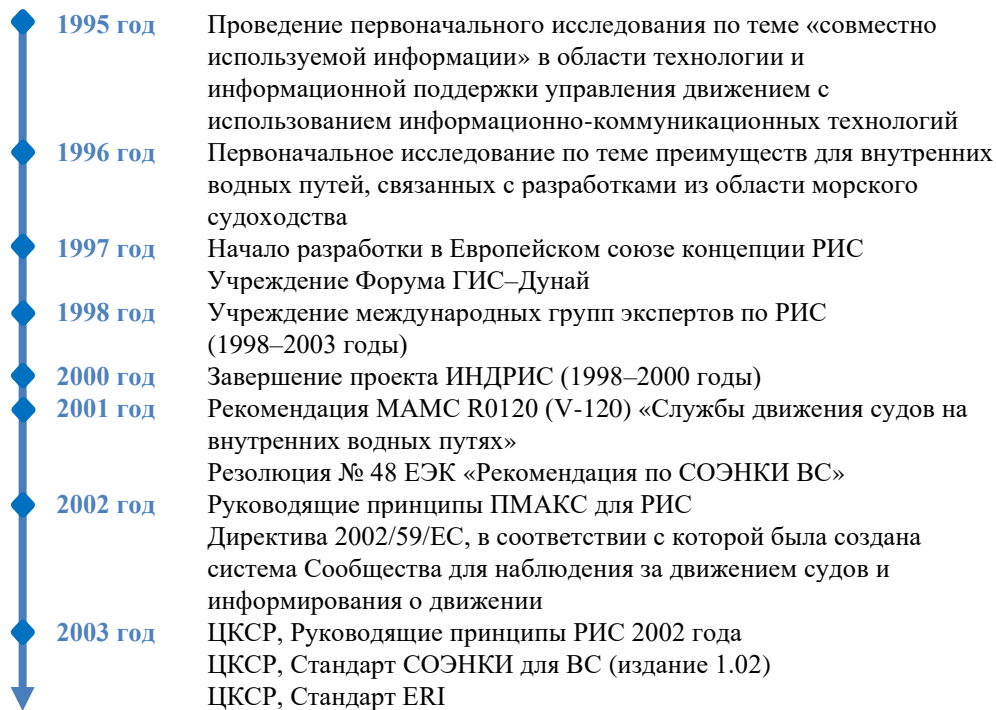 1995 год Проведение первоначального исследования по теме «совместно
используемой информации» в области технологии и
информационной поддержки управления движением с
использованием информационно-коммуникационных технологий
1996 год Первоначальное исследование по теме преимуществ для внутренних
водных путей, связанных с разработками из области морского
судоходства
1997 год Начало разработки в Европейском союзе концепции РИС
Учреждение Форума ГИС–Дунай
1998 год Учреждение международных групп экспертов по РИС
(1998–2003 годы)
2000 год Завершение проекта ИНДРИС (1998–2000 годы)
2001 год Рекомендация МАМС R0120 (V-120) «Службы движения судов на
внутренних водных путях»
Резолюция № 48 ЕЭК «Рекомендация по СОЭНКИ ВС»
2002 год Руководящие принципы ПМАКС для РИС
Директива 2002/59/ЕС, в соответствии с которой была создана
система Сообщества для наблюдения за движением судов и
информирования о движении
2003 год ЦКСР, Руководящие принципы РИС 2002 года
ЦКСР, Стандарт СОЭНКИ для ВС (издание 1.02)
ЦКСР, Стандарт ERI